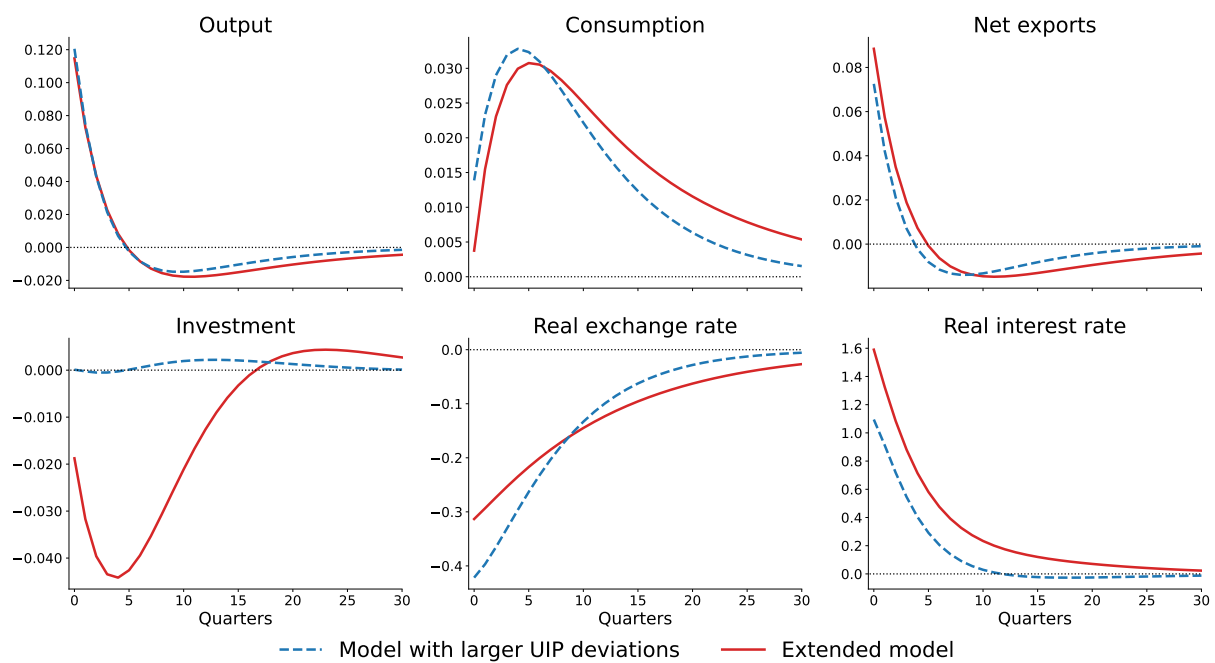 Output
0.120
0.100
0.080
0.060
0.040
0.020
0.000
−0.020
Consumption
0.030
0.025
0.020
0.015
0.010
0.005
0.000
Net exports
0.08
0.06
0.04
0.02
0.00
Investment
0.000
−0.010
−0.020
−0.030
−0.040
0 5 10 15 20 25 30
Quarters
Real exchange rate
0.0
−0.1
−0.2
−0.3
−0.4
0 5 10 15 20 25 30
Quarters
Real interest rate
1.6
1.4
1.2
1.0
0.8
0.6
0.4
0.2
0.0
0 5 10 15 20 25 30
Quarters
Model with larger UIP deviations
Extended model